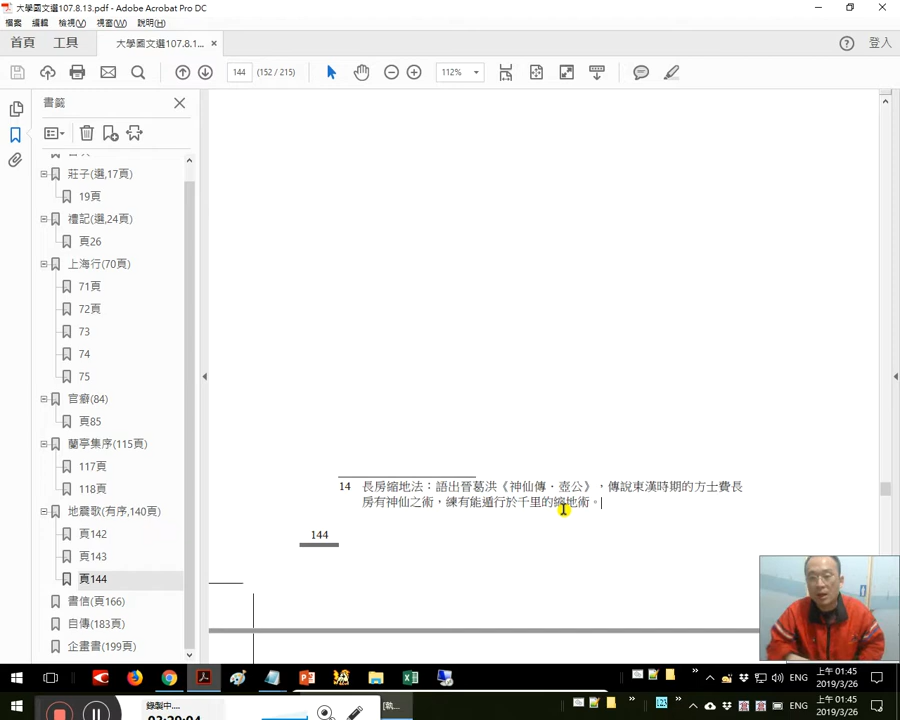 大學國文選107.8.13.pdf - Adobe Acrobat Pro DC
檔案 編輯 檢視(V) 視窗(W) 說明(H)
首頁 工具 大學國文選107.8.1... × 登入
144 (152 / 215) 112%
書籤
莊子(選,17頁)
19頁
禮記(選,24頁)
頁26
上海行(70頁)
71頁
72頁
73
74
75
官癖(84)
頁85
蘭亭集序(115頁)
117頁
118頁
地震歌(有序,140頁)
頁142
頁143
頁144
書信(頁166)
自傳(183頁)
企畫書(199頁)
14 長房縮地法：語出晉葛洪《神仙傳．壺公》，傳說東漢時期的方士費長
房有神仙之術，練有能遁行於千里的縮地術。
144
ENG 上午 01:45
2019/3/26
錄製中....
03:20:04
[執...
ENG 上午 01:45
2019/3/26